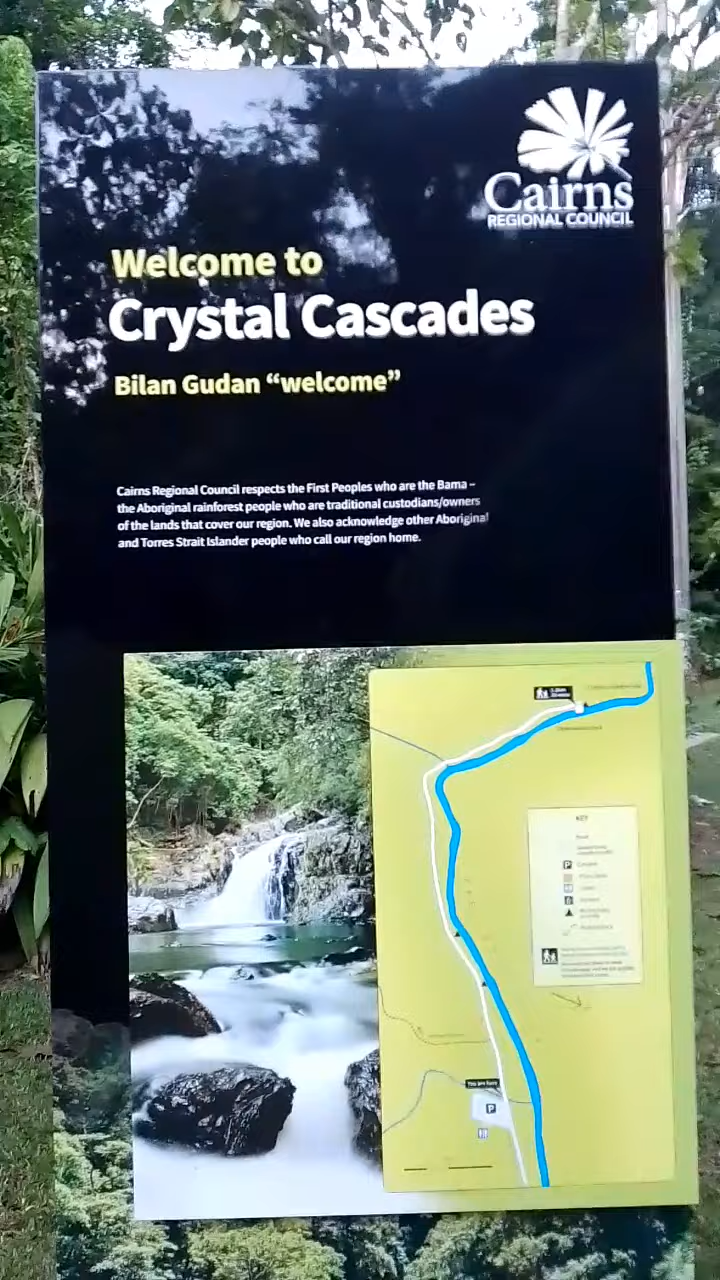 Cairns
REGIONAL COUNCIL
Welcome to
Crystal Cascades
Bilan Gudan “welcome”
Cairns Regional Council respects the First Peoples who are the Bama –
the Aboriginal rainforest people who are traditional custodians/owners
of the lands that cover our region. We also acknowledge other Aboriginal
and Torres Strait Islander people who call our region home.
KEY
P
You are here
P